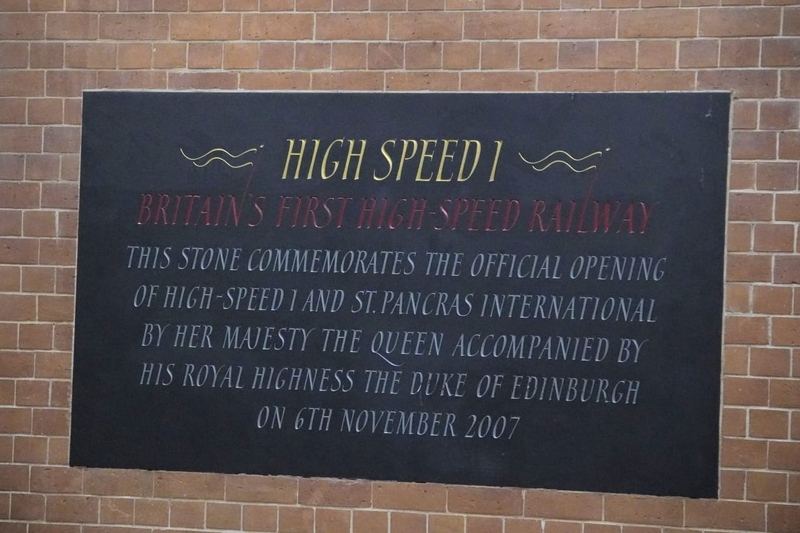 HIGH SPEED 1
BRITAIN'S FIRST HIGH-SPEED RAILWAY
THIS STONE COMMEMORATES THE OFFICIAL OPENING
OF HIGH-SPEED 1 AND ST. PANCRAS INTERNATIONAL
BY HER MAJESTY THE QUEEN ACCOMPANIED BY
HIS ROYAL HIGHNESS THE DUKE OF EDINBURGH
ON 6TH NOVEMBER 2007